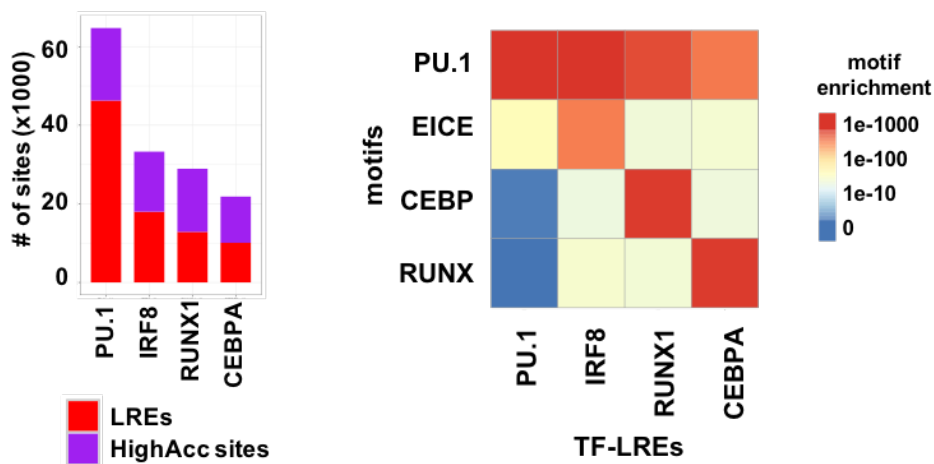 # of sites (x1000)
60
40
20
0
PU.1
IRF8
RUNX1
CEBPA
LREs
HighAcc sites
motifs
PU.1
EICE
CEBP
RUNX
PU.1
IRF8
RUNX1
CEBPA
TF-LREs
motif
enrichment
1e-1000
1e-100
1e-10
0